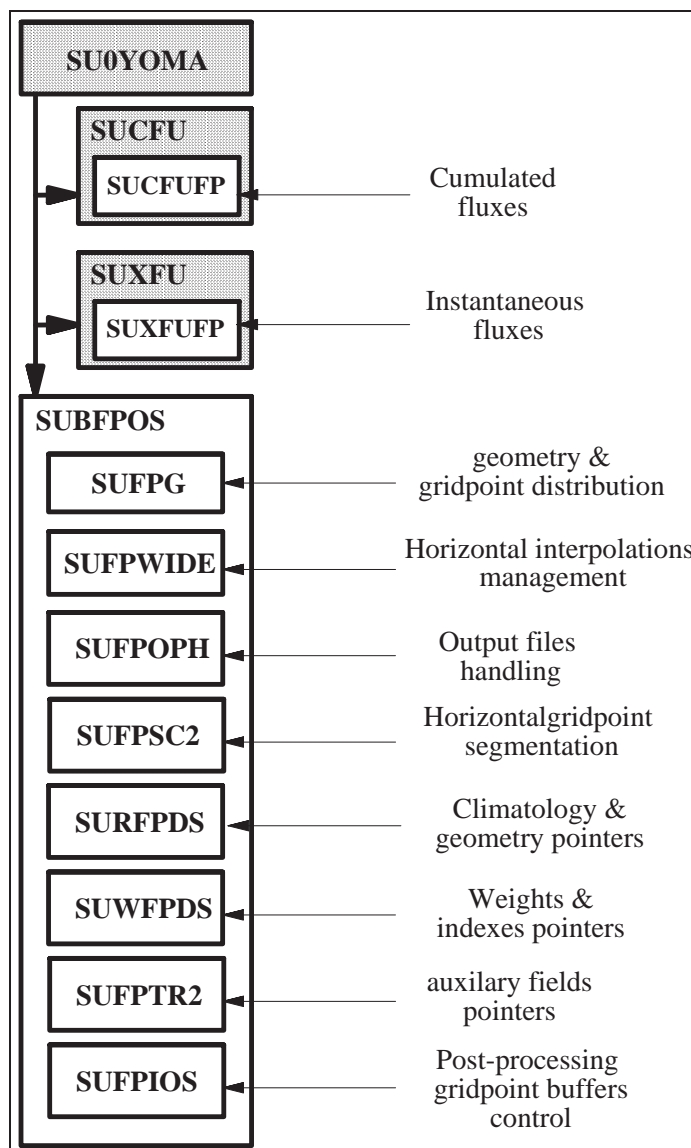 SU0YOMA
SUCFU
SUCFUFP
Cumulated
fluxes
SUXFU
SUXFUFP
Instantaneous
fluxes
SUBFPOS
SUFPG
geometry &
gridpoint distribution
SUFPWIDE
Horizontal interpolations
management
SUFPOPH
Output files
handling
SUFPSC2
Horizontalgridpoint
segmentation
SURFPDS
Climatology &
geometry pointers
SUWFPDS
Weights &
indexes pointers
SUFPTR2
auxilary fields
pointers
SUFPIOS
Post-processing
gridpoint buffers
control